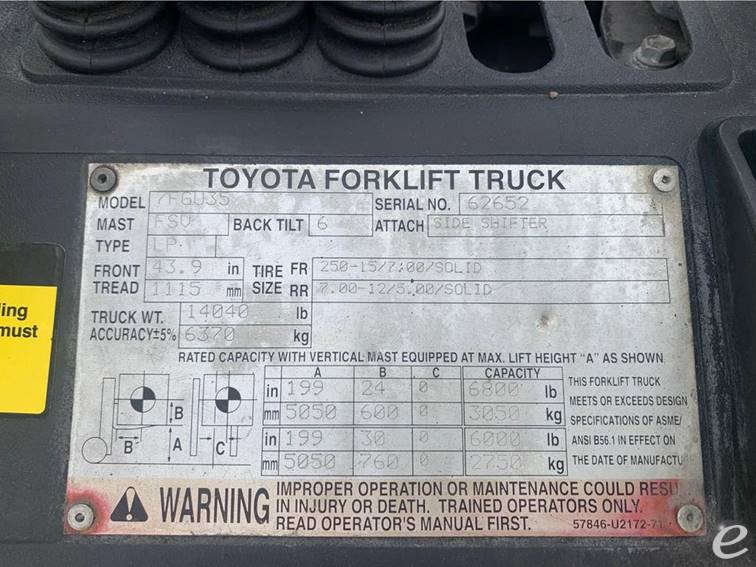 TOYOTA FORKLIFT TRUCK
MODEL 7FGU35 SERIAL NO. 62652
MAST FSV BACK TILT 6 ATTACH SIDE SHIFTER
TYPE LP
FRONT TREAD 43.9 in 1115 mm
TIRE SIZE FR 250-15/7.00/SOLID
RR 7.00-12/5.00/SOLID
TRUCK WT. 14040 lb
ACCURACY±5% 6370 kg
RATED CAPACITY WITH VERTICAL MAST EQUIPPED AT MAX. LIFT HEIGHT "A" AS SHOWN
A B C CAPACITY
in 199 24 0 6800 lb
mm 5050 600 0 3050 kg
in 199 30 0 6000 lb
mm 5050 760 0 2750 kg
THIS FORKLIFT TRUCK
MEETS OR EXCEEDS DESIGN
SPECIFICATIONS OF ASME/
ANSI B56.1 IN EFFECT ON
THE DATE OF MANUFACTU
B
A
B
C
WARNING
IMPROPER OPERATION OR MAINTENANCE COULD RESU
IN INJURY OR DEATH. TRAINED OPERATORS ONLY.
READ OPERATOR'S MANUAL FIRST. 57846-U2172-71
ling
must
e